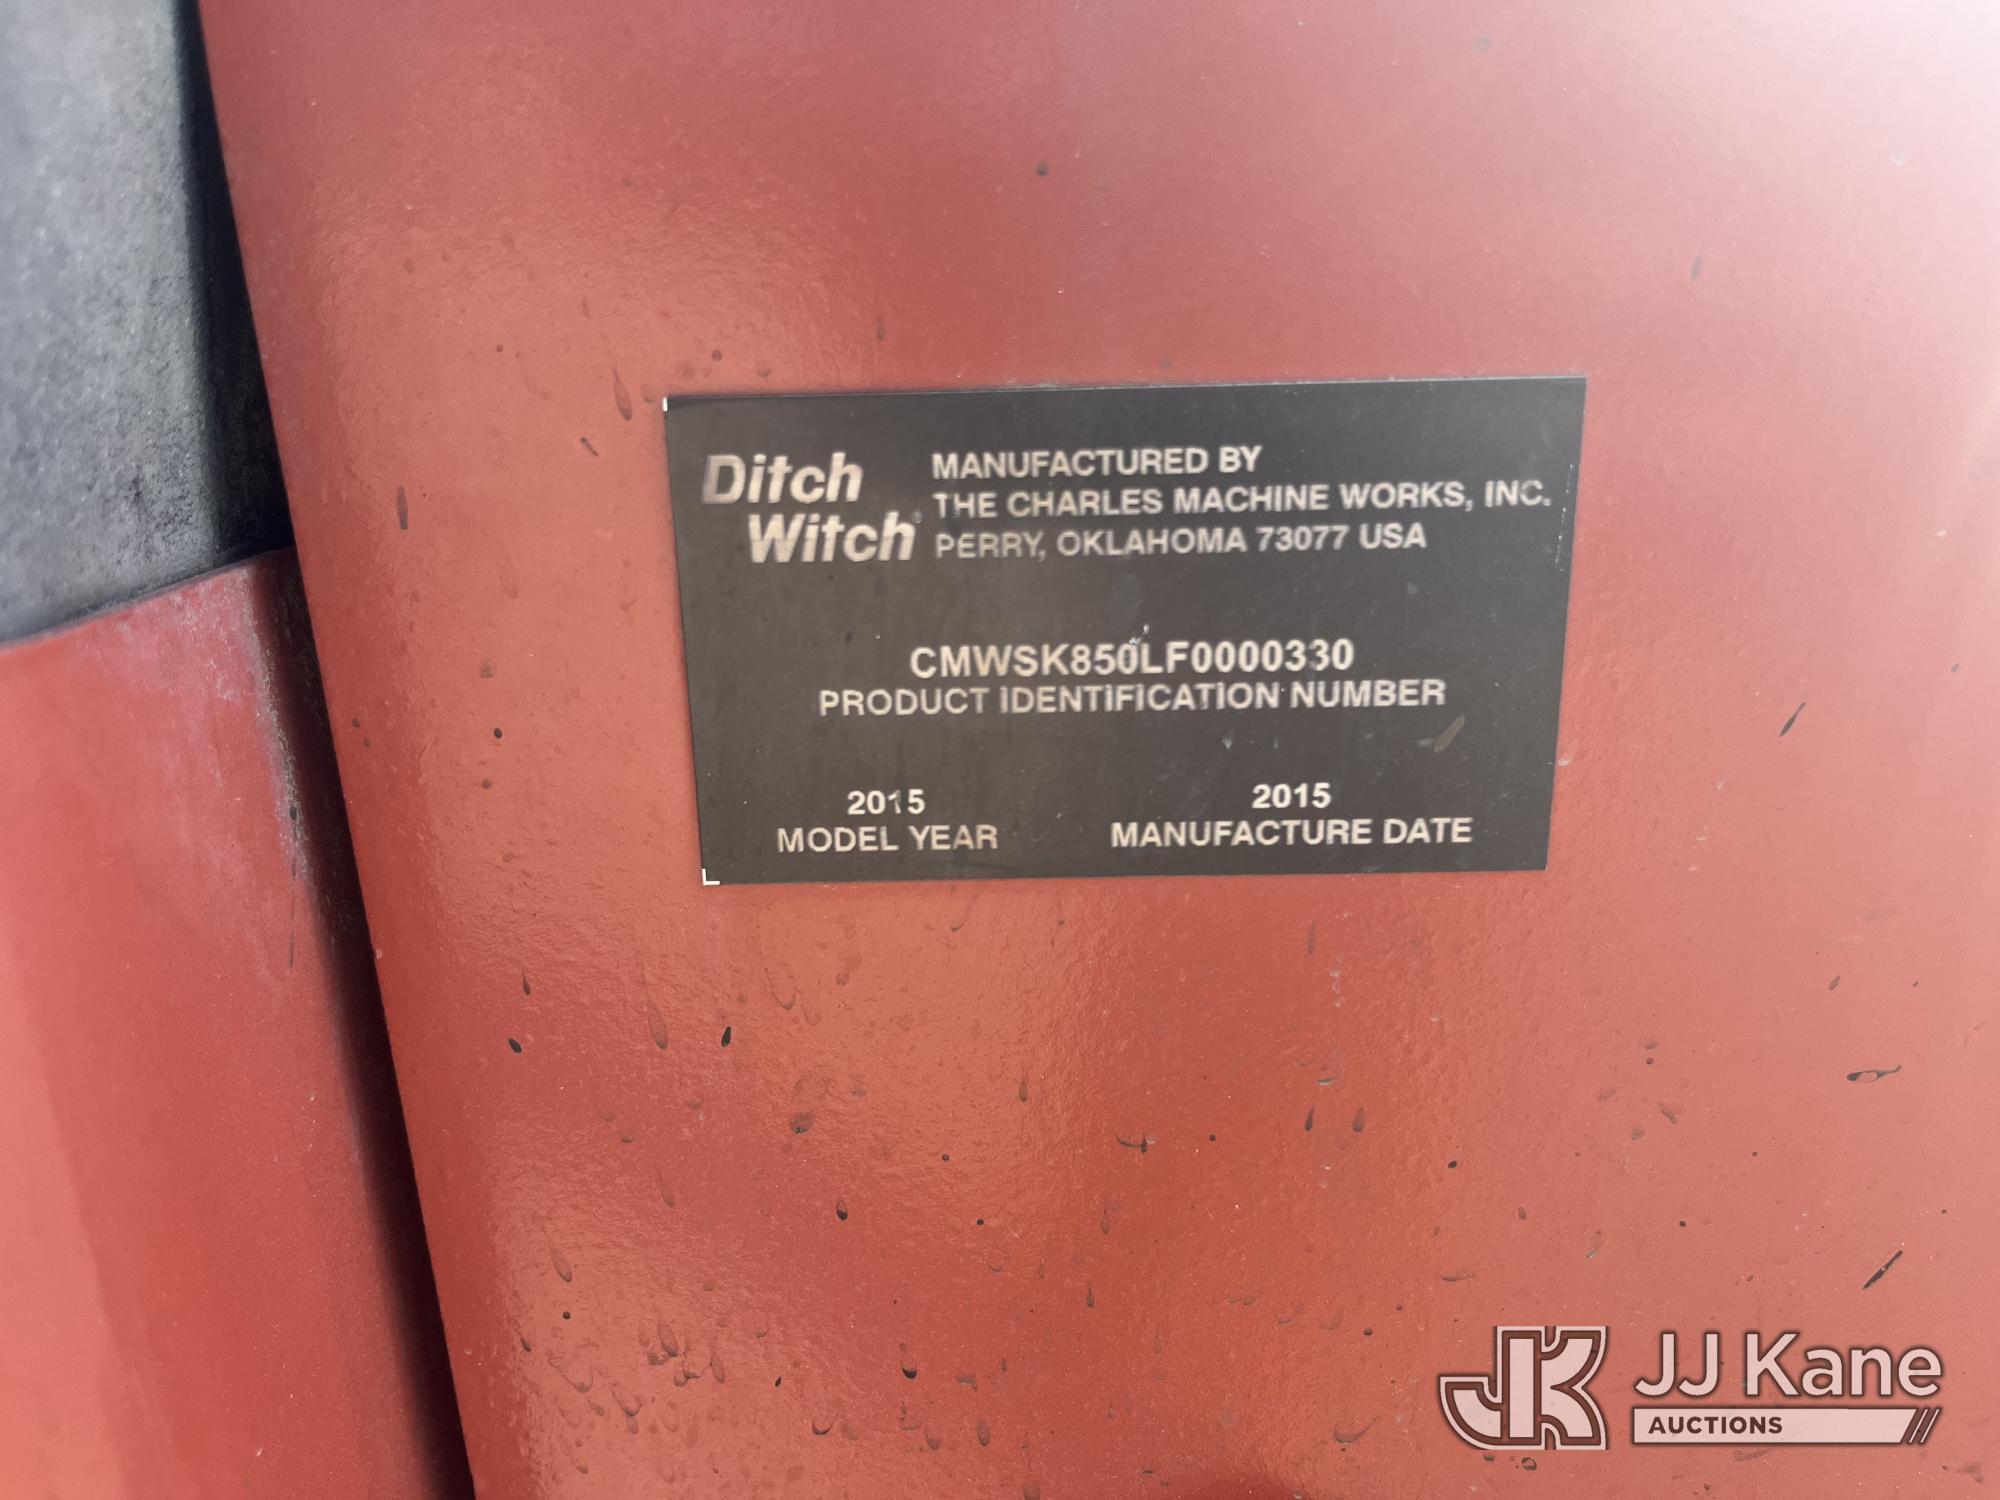 Ditch Witch
MANUFACTURED BY
THE CHARLES MACHINE WORKS, INC.
PERRY, OKLAHOMA 73077 USA
CMWSK850LF0000330
PRODUCT IDENTIFICATION NUMBER
2015
MODEL YEAR
2015
MANUFACTURE DATE
JK
JJ Kane
AUCTIONS